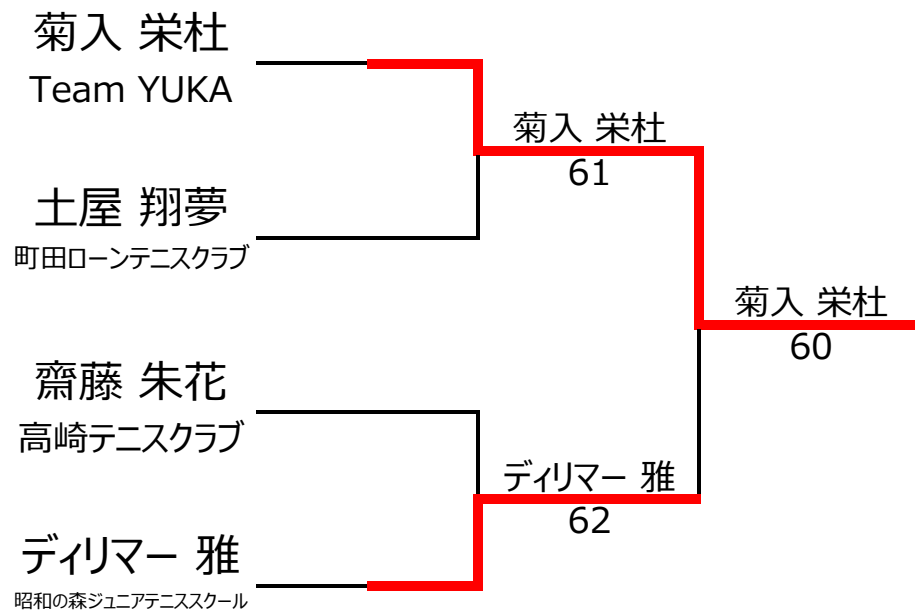 菊入 栄杜
Team YUKA
菊入 栄杜
61
土屋 翔夢
町田ローンテニスクラブ
菊入 栄杜
60
齋藤 朱花
高崎テニスクラブ
ディリマー 雅
62
ディリマー 雅
昭和の森ジュニアテニススクール